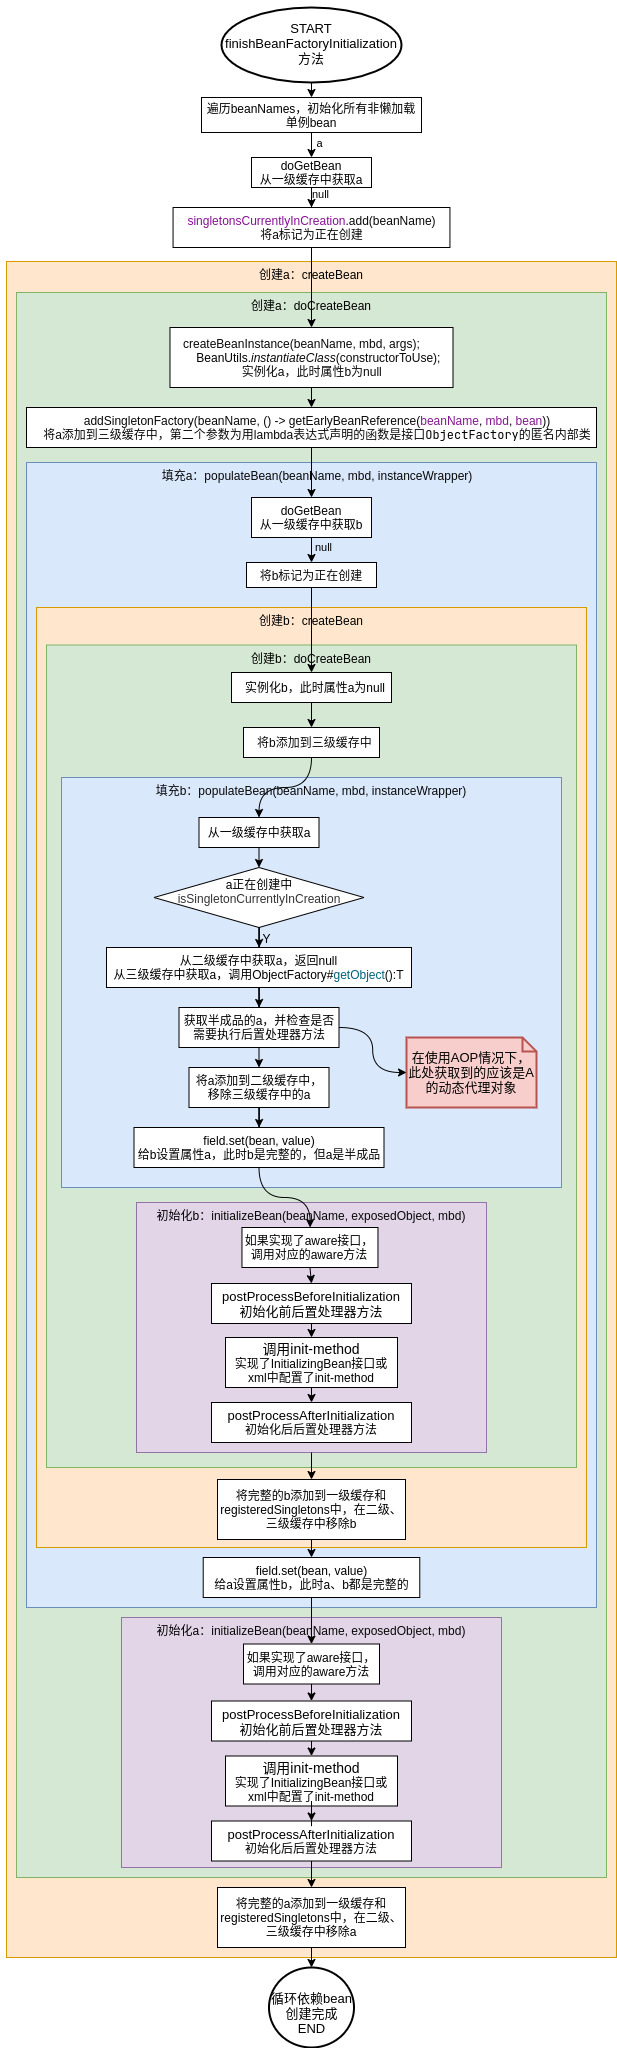 START
finishBeanFactoryInitialization
方法
遍历beanNames，初始化所有非懒加载
单例bean
a
doGetBean
从一级缓存中获取a
null
singletonsCurrentlyInCreation.add(beanName)
将a标记为正在创建
创建a：createBean
创建a：doCreateBean
createBeanInstance(beanName, mbd, args);
BeanUtils.instantiateClass(constructorToUse);
实例化a，此时属性b为null
addSingletonFactory(beanName, () -> getEarlyBeanReference(beanName, mbd, bean))
将a添加到三级缓存中，第二个参数为用lambda表达式声明的函数是接口ObjectFactory的匿名内部类
填充a：populateBean(beanName, mbd, instanceWrapper)
doGetBean
从一级缓存中获取b
null
将b标记为正在创建
创建b：createBean
创建b：doCreateBean
实例化b，此时属性a为null
将b添加到三级缓存中
填充b：populateBean(beanName, mbd, instanceWrapper)
从一级缓存中获取a
a正在创建中
isSingletonCurrentlyInCreation
Y
从二级缓存中获取a，返回null
从三级缓存中获取a，调用ObjectFactory#getObject():T
获取半成品的a，并检查是否
需要执行后置处理器方法
在使用AOP情况下，
此处获取到的应该是A
的动态代理对象
将a添加到二级缓存中，
移除三级缓存中的a
field.set(bean, value)
给b设置属性a，此时b是完整的，但a是半成品
初始化b：initializeBean(beanName, exposedObject, mbd)
如果实现了aware接口，
调用对应的aware方法
postProcessBeforeInitialization
初始化前后置处理器方法
调用init-method
实现了InitializingBean接口或
xml中配置了init-method
postProcessAfterInitialization
初始化后后置处理器方法
将完整的b添加到一级缓存和
registeredSingletons中，在二级、
三级缓存中移除b
field.set(bean, value)
给a设置属性b，此时a、b都是完整的
初始化a：initializeBean(beanName, exposedObject, mbd)
如果实现了aware接口，
调用对应的aware方法
postProcessBeforeInitialization
初始化前后置处理器方法
调用init-method
实现了InitializingBean接口或
xml中配置了init-method
postProcessAfterInitialization
初始化后后置处理器方法
将完整的a添加到一级缓存和
registeredSingletons中，在二级、
三级缓存中移除a
循环依赖bean
创建完成
END